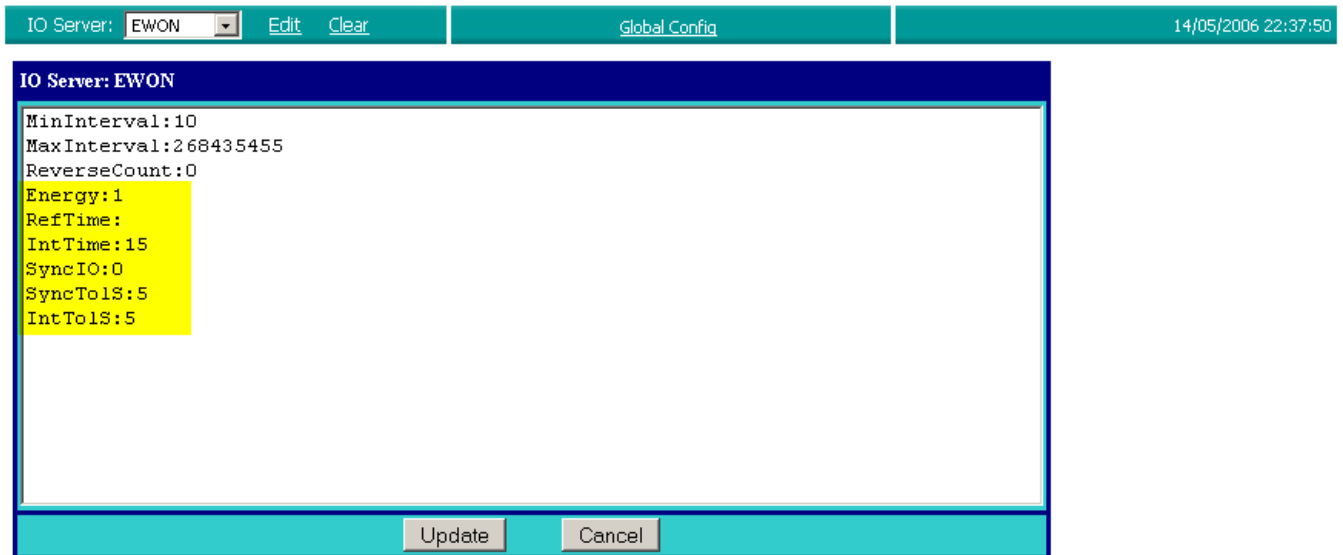 IO Server: EWON Edit Clear Global Config 14/05/2006 22:37:50
IO Server: EWON
MinInterval:10
MaxInterval:268435455
ReverseCount:0
Energy:1
RefTime:
IntTime:15
SyncIO:0
SyncTolS:5
IntTolS:5
Update Cancel